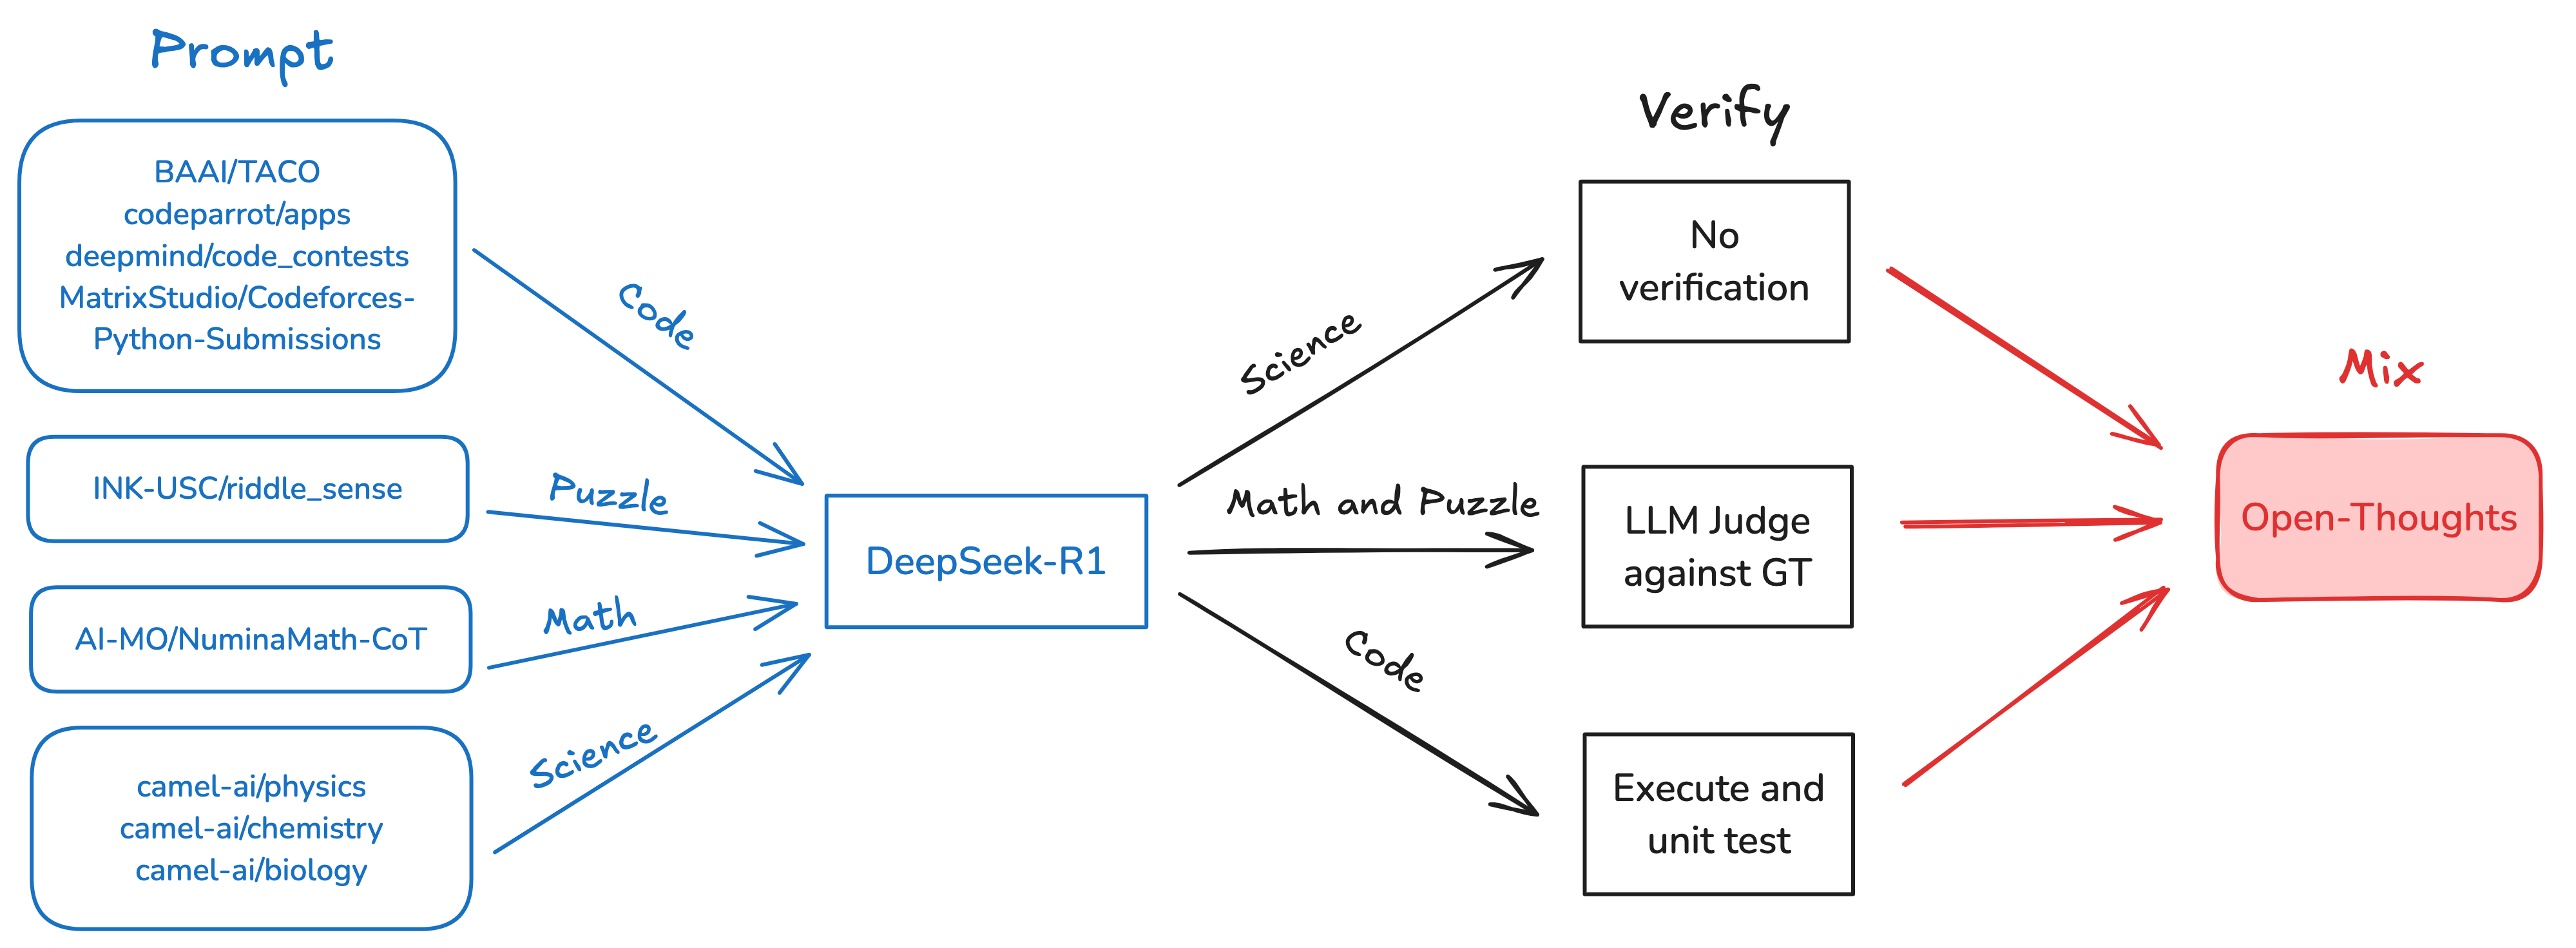 Prompt
BAAI/TACO
codeparrot/apps
deepmind/code_contests
MatrixStudio/Codeforces-
Python-Submissions
INK-USC/riddle_sense
AI-MO/NuminaMath-CoT
camel-ai/physics
camel-ai/chemistry
camel-ai/biology
Code
Puzzle
Math
Science
DeepSeek-R1
Science
Math and Puzzle
Code
Verify
No
verification
LLM Judge
against GT
Execute and
unit test
Mix
Open-Thoughts